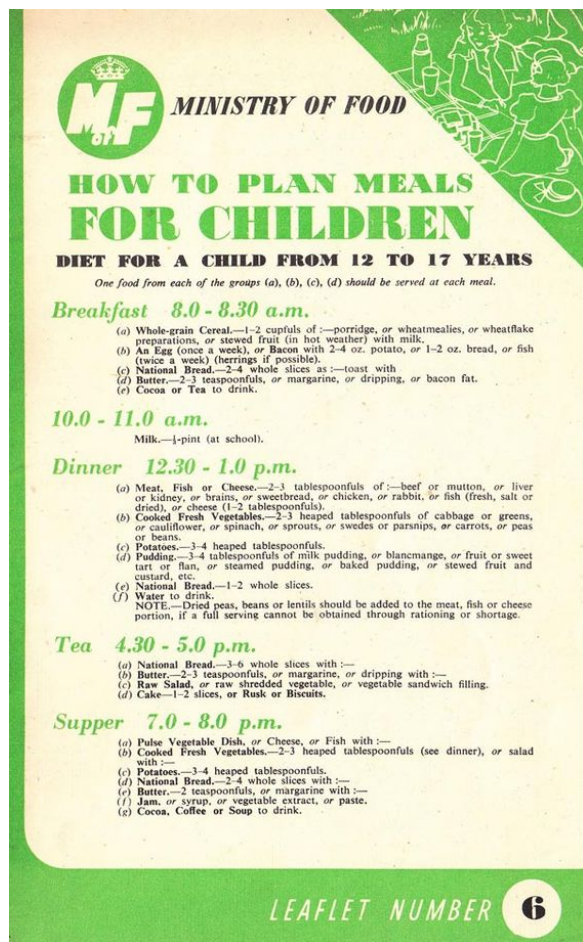 M of F
MINISTRY OF FOOD
HOW TO PLAN MEALS
FOR CHILDREN
DIET FOR A CHILD FROM 12 TO 17 YEARS
One food from each of the groups (a), (b), (c), (d) should be served at each meal.
Breakfast 8.0 - 8.30 a.m.
(a) Whole-grain Cereal.—1-2 cupfuls of :—porridge, or wheatmealies, or wheatflake
preparations, or stewed fruit (in hot weather) with milk.
(b) An Egg (once a week), or Bacon with 2-4 oz. potato, or 1-2 oz. bread, or fish
(twice a week) (herrings if possible).
(c) National Bread.—2-4 whole slices as :—toast with
(d) Butter.—2-3 teaspoonfuls, or margarine, or dripping, or bacon fat.
(e) Cocoa or Tea to drink.
10.0 - 11.0 a.m.
Milk.—⅓-pint (at school).
Dinner 12.30 - 1.0 p.m.
(a) Meat, Fish or Cheese.—2-3 tablespoonfuls of :—beef or mutton, or liver
or kidney, or brains, or sweetbread, or chicken, or rabbit, or fish (fresh, salt or
dried), or cheese (1-2 tablespoonfuls).
(b) Cooked Fresh Vegetables.—2-3 heaped tablespoonfuls of cabbage or greens,
or cauliflower, or spinach, or sprouts, or swedes or parsnips, or carrots, or peas
or beans.
(c) Potatoes.—3-4 heaped tablespoonfuls.
(d) Pudding.—3-4 tablespoonfuls of milk pudding, or blancmange, or fruit or sweet
tart or flan, or steamed pudding, or baked pudding, or stewed fruit and
custard, etc.
(e) National Bread.—1-2 whole slices.
(f) Water to drink.
NOTE.—Dried peas, beans or lentils should be added to the meat, fish or cheese
portion, if a full serving cannot be obtained through rationing or shortage.
Tea 4.30 - 5.0 p.m.
(a) National Bread.—3-6 whole slices with :—
(b) Butter.—2-3 teaspoonfuls, or margarine, or dripping with :—
(c) Raw Salad, or raw shredded vegetable, or vegetable sandwich filling.
(d) Cake—1-2 slices, or Rusk or Biscuits.
Supper 7.0 - 8.0 p.m.
(a) Pulse Vegetable Dish, or Cheese, or Fish with :—
(b) Cooked Fresh Vegetables.—2-3 heaped tablespoonfuls (see dinner), or salad
with :—
(c) Potatoes.—3-4 heaped tablespoonfuls.
(d) National Bread.—2-4 whole slices with :—
(e) Butter.—2 teaspoonfuls, or margarine with :—
(f) Jam, or syrup, or vegetable extract, or paste.
(g) Cocoa, Coffee or Soup to drink.
LEAFLET NUMBER 6